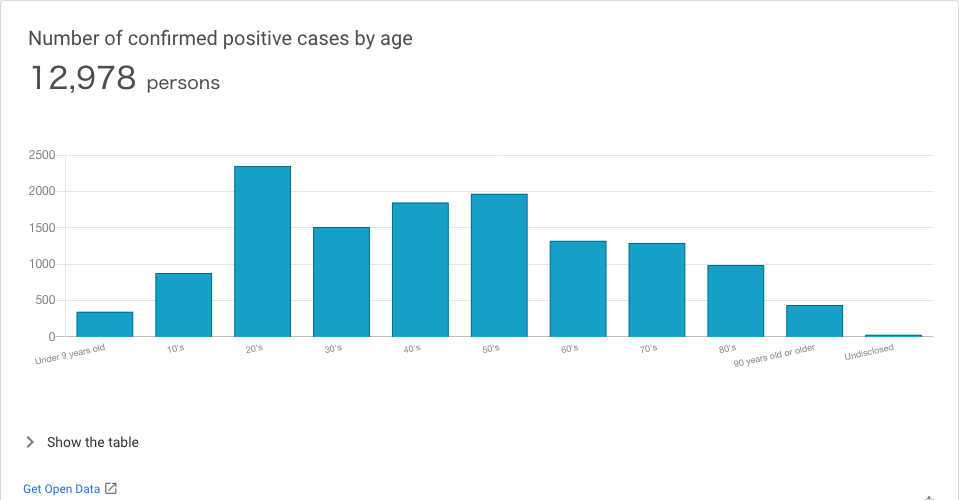 Number of confirmed positive cases by age
12,978 persons
2500
2000
1500
1000
500
0
Under 9 years old
10's
20's
30's
40's
50's
60's
70's
80's
90 years old or older
Undisclosed
Show the table
Get Open Data